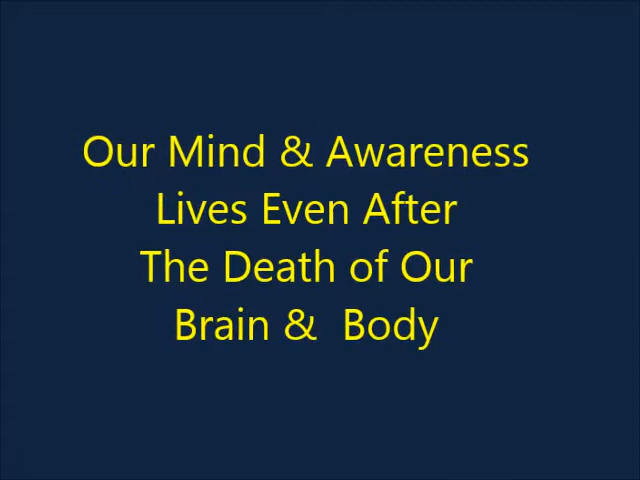 Our Mind & Awareness
Lives Even After
The Death of Our
Brain &  Body